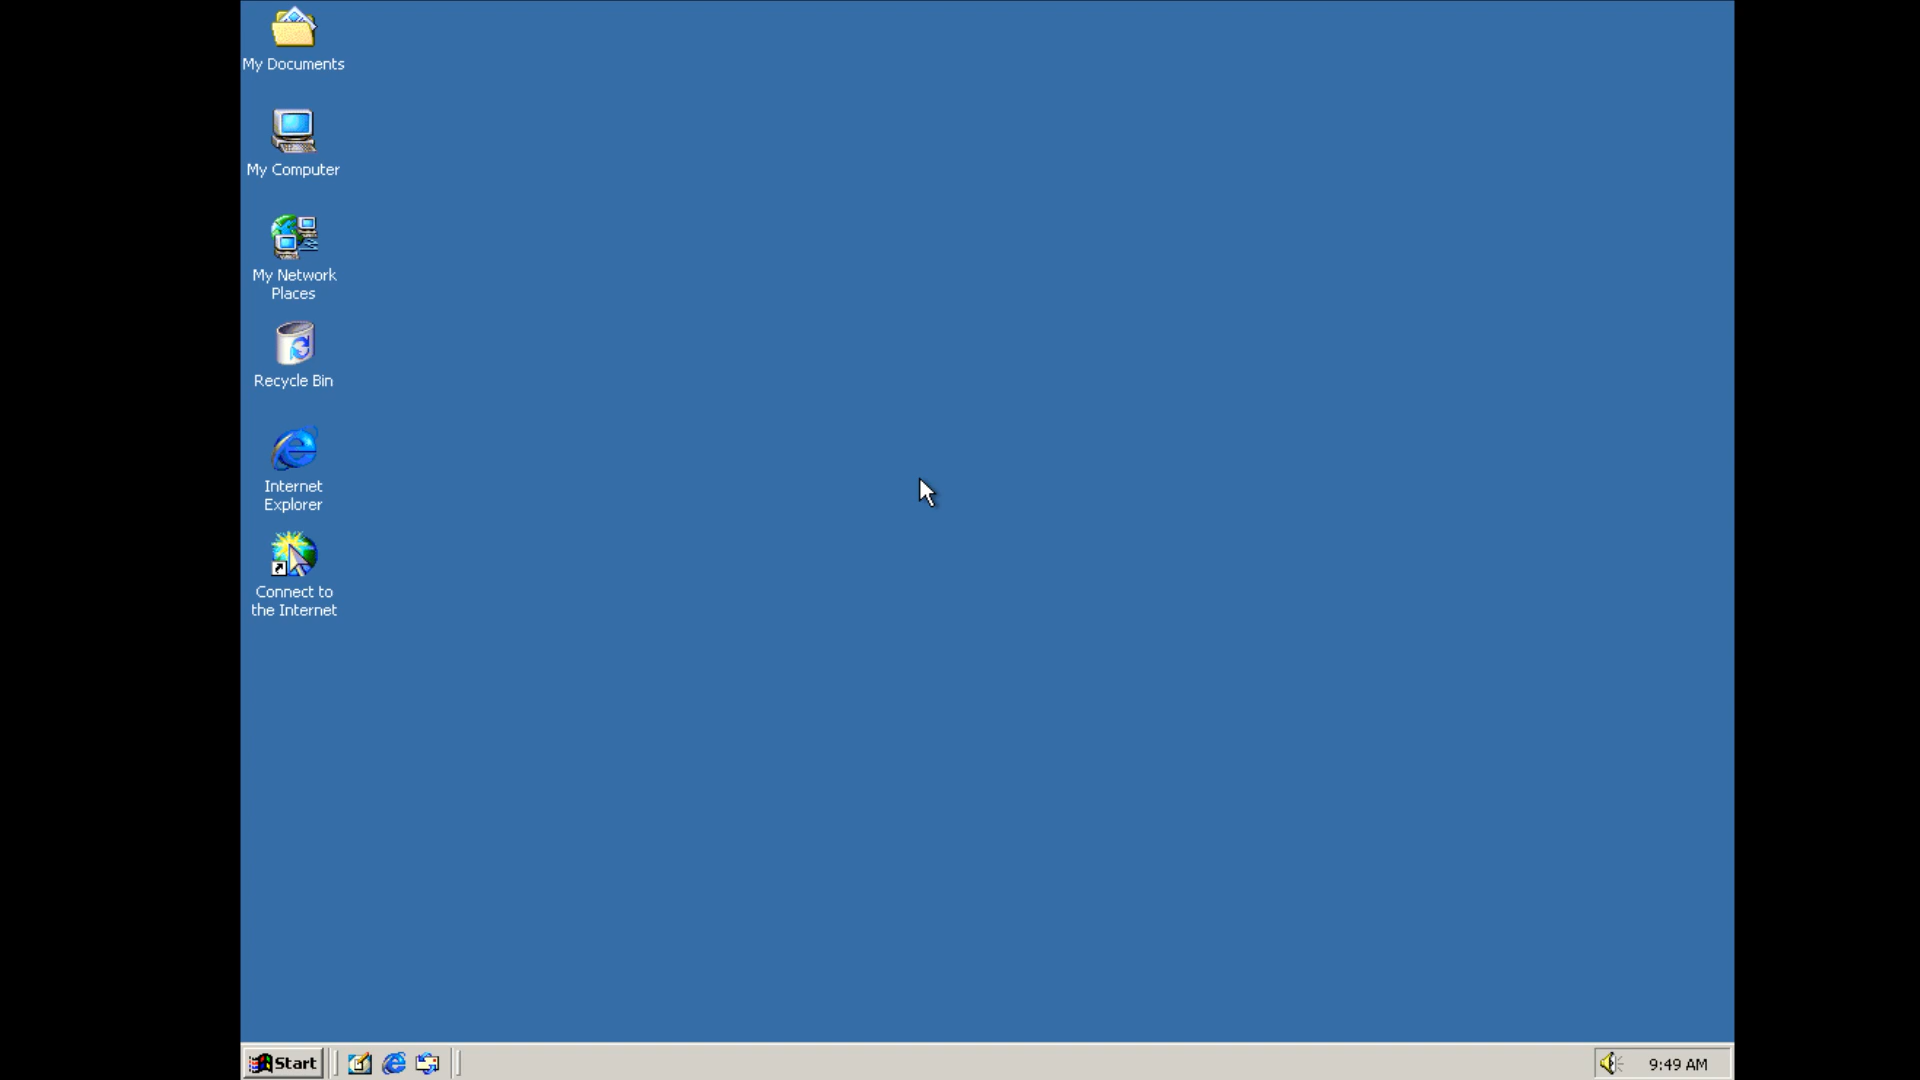 My Documents
My Computer
My Network
Places
Recycle Bin
Internet
Explorer
Connect to
the Internet
Start
9:49 AM